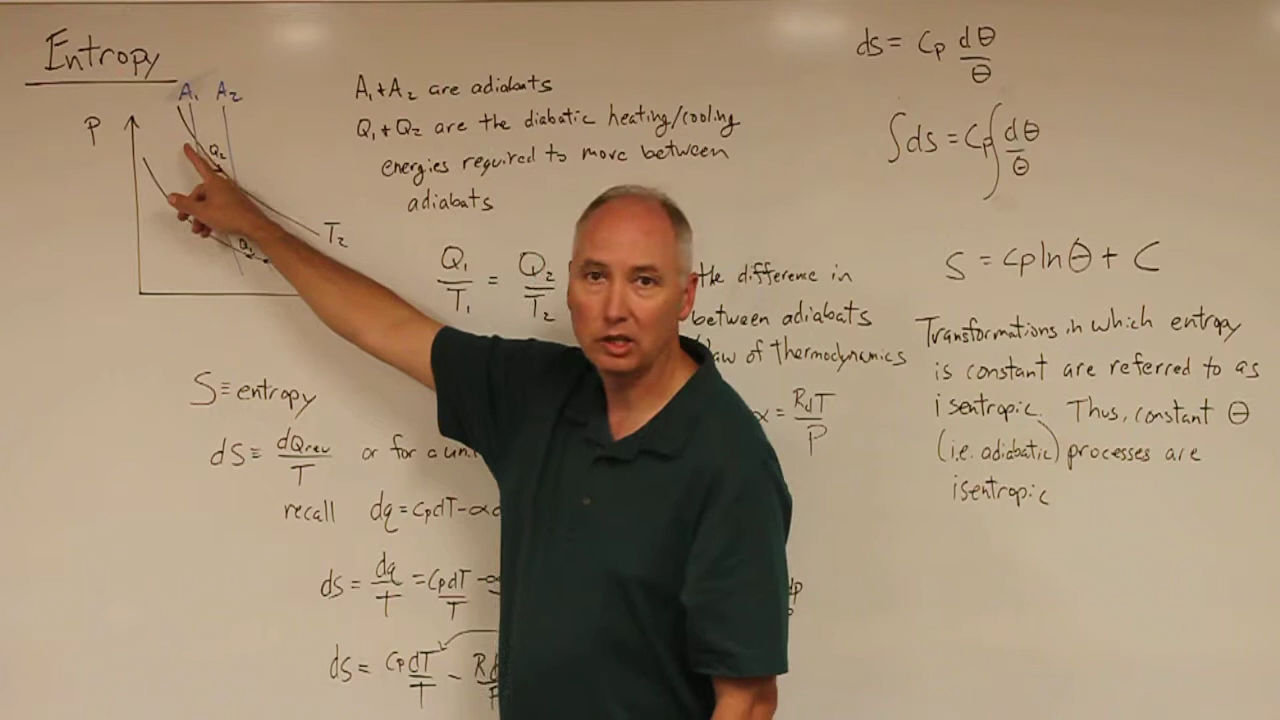 Entropy
A₁ A₂
P
Q₂
T₂
Q₁
A₁+A₂ are adiabats
Q₁+Q₂ are the diabatic heating/cooling
energies required to move between
adiabats
Q₁/T₁ = Q₂/T₂
the difference in
between adiabats
law of thermodynamics
S≡entropy
dS≡ dQrev/T or for a
α = RdT/P
recall dq=CpdT-α
ds= dq/T = CpdT/T -
ds= CpdT/T -
ds= Cp dθ/θ
∫ds = Cp∫dθ/θ
S = Cp ln θ + C
Transformations in which entropy
is constant are referred to as
isentropic. Thus, constant θ
(i.e. adiabatic) processes are
isentropic